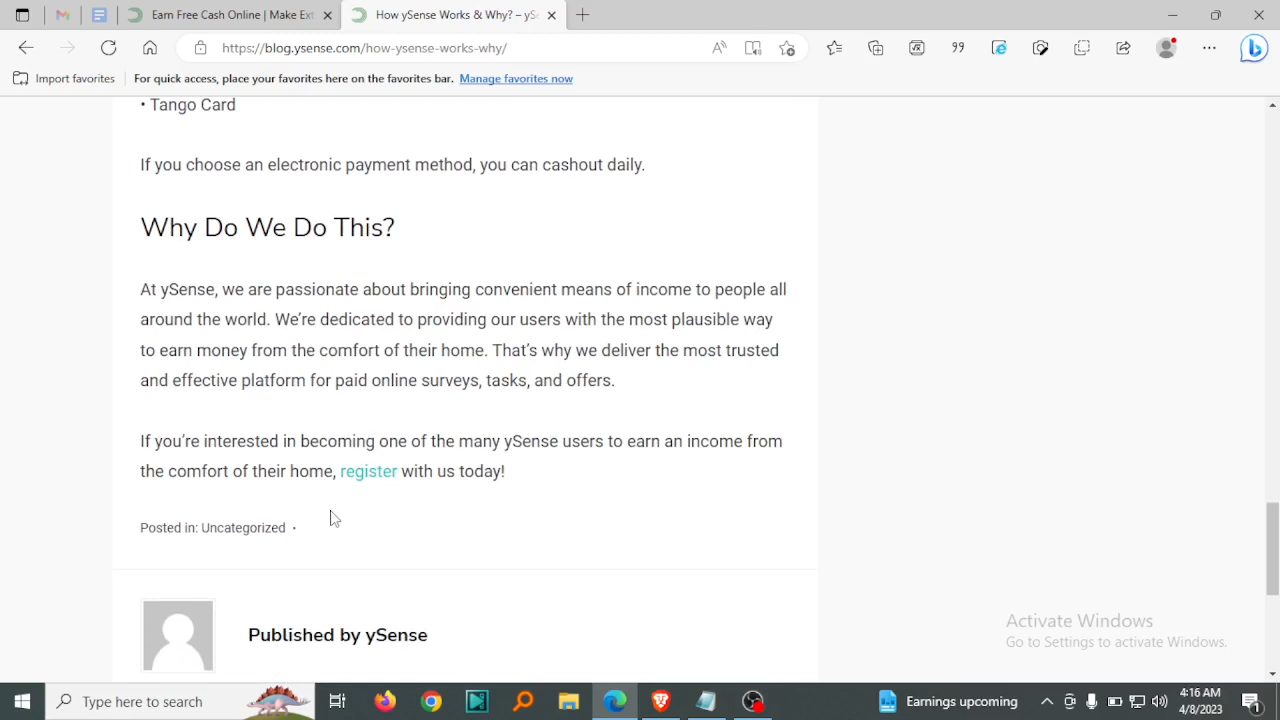 Earn Free Cash Online | Make Ext
How ySense Works & Why? – ySe
https://blog.ysense.com/how-ysense-works-why/
Import favorites
For quick access, place your favorites here on the favorites bar. Manage favorites now
• Tango Card
If you choose an electronic payment method, you can cashout daily.
Why Do We Do This?
At ySense, we are passionate about bringing convenient means of income to people all
around the world. We’re dedicated to providing our users with the most plausible way
to earn money from the comfort of their home. That’s why we deliver the most trusted
and effective platform for paid online surveys, tasks, and offers.
If you’re interested in becoming one of the many ySense users to earn an income from
the comfort of their home, register with us today!
Posted in: Uncategorized •
Published by ySense
Activate Windows
Go to Settings to activate Windows.
Type here to search
Earnings upcoming
4:16 AM
4/8/2023
1